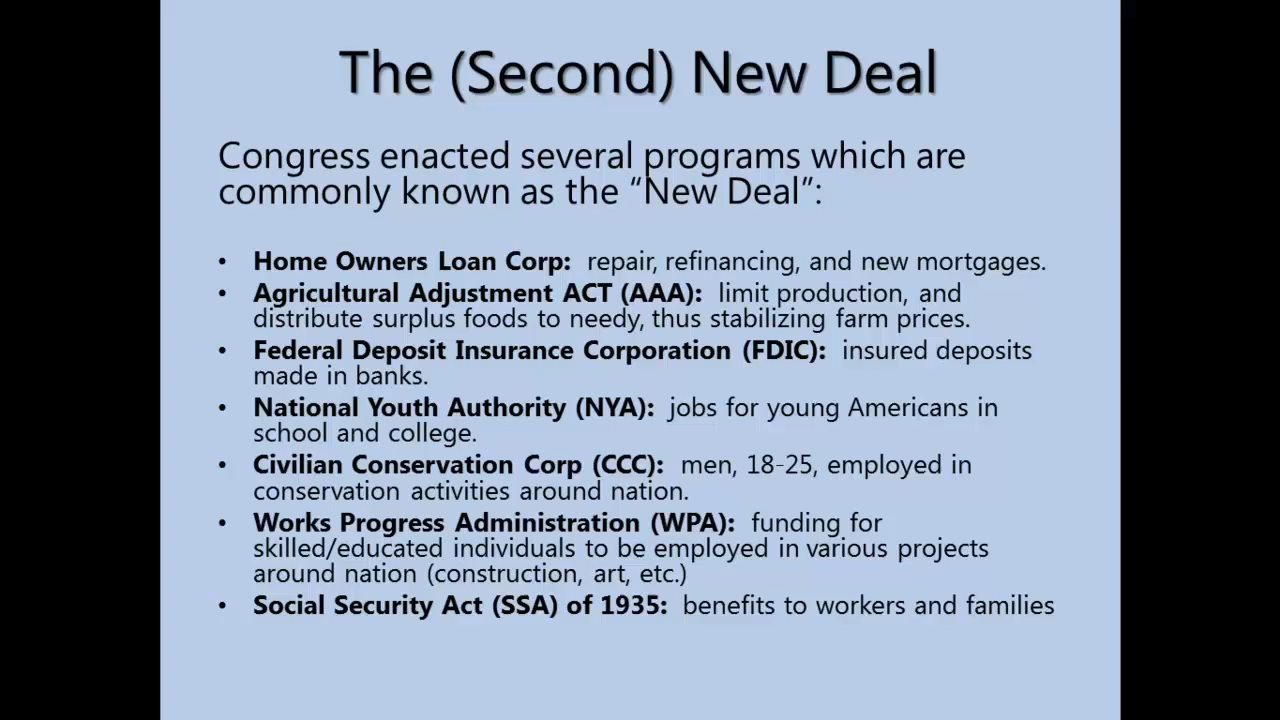 The (Second) New Deal
Congress enacted several programs which are
commonly known as the “New Deal”:
• Home Owners Loan Corp: repair, refinancing, and new mortgages.
• Agricultural Adjustment ACT (AAA): limit production, and
distribute surplus foods to needy, thus stabilizing farm prices.
• Federal Deposit Insurance Corporation (FDIC): insured deposits
made in banks.
• National Youth Authority (NYA): jobs for young Americans in
school and college.
• Civilian Conservation Corp (CCC): men, 18-25, employed in
conservation activities around nation.
• Works Progress Administration (WPA): funding for
skilled/educated individuals to be employed in various projects
around nation (construction, art, etc.)
• Social Security Act (SSA) of 1935: benefits to workers and families